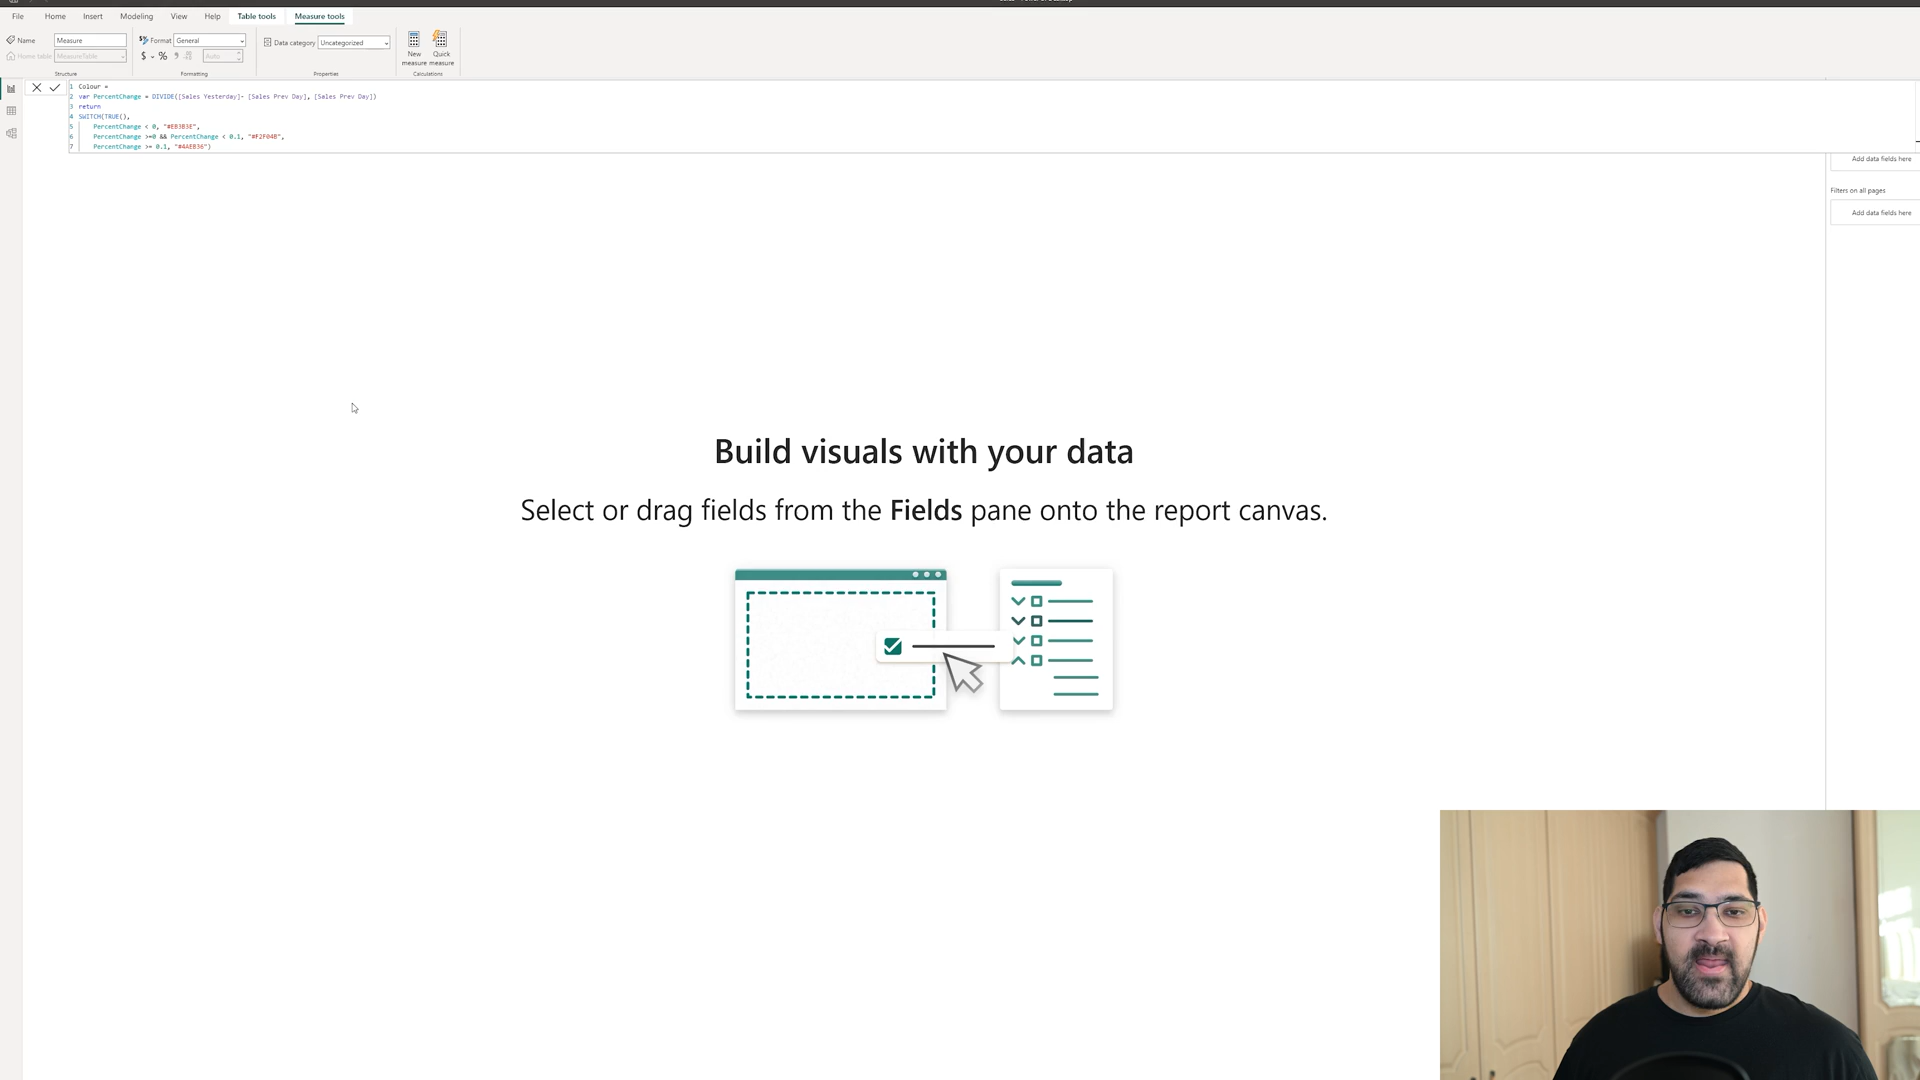 File Home Insert Modeling View Help Table tools Measure tools
Name Measure
Home table MeasureTable
Structure
Format General
$ % Auto
Formatting
Data category Uncategorized
Properties
New measure
Quick measure
Calculations
1 Colour =
2 var PercentChange = DIVIDE([Sales Yesterday]- [Sales Prev Day], [Sales Prev Day])
3 return
4 SWITCH(TRUE(),
5 PercentChange < 0, "#EB3B3E",
6 PercentChange >=0 && PercentChange < 0.1, "#F2F04B",
7 PercentChange >= 0.1, "#4AEB36")
Add data fields here
Filters on all pages
Add data fields here
Build visuals with your data
Select or drag fields from the Fields pane onto the report canvas.